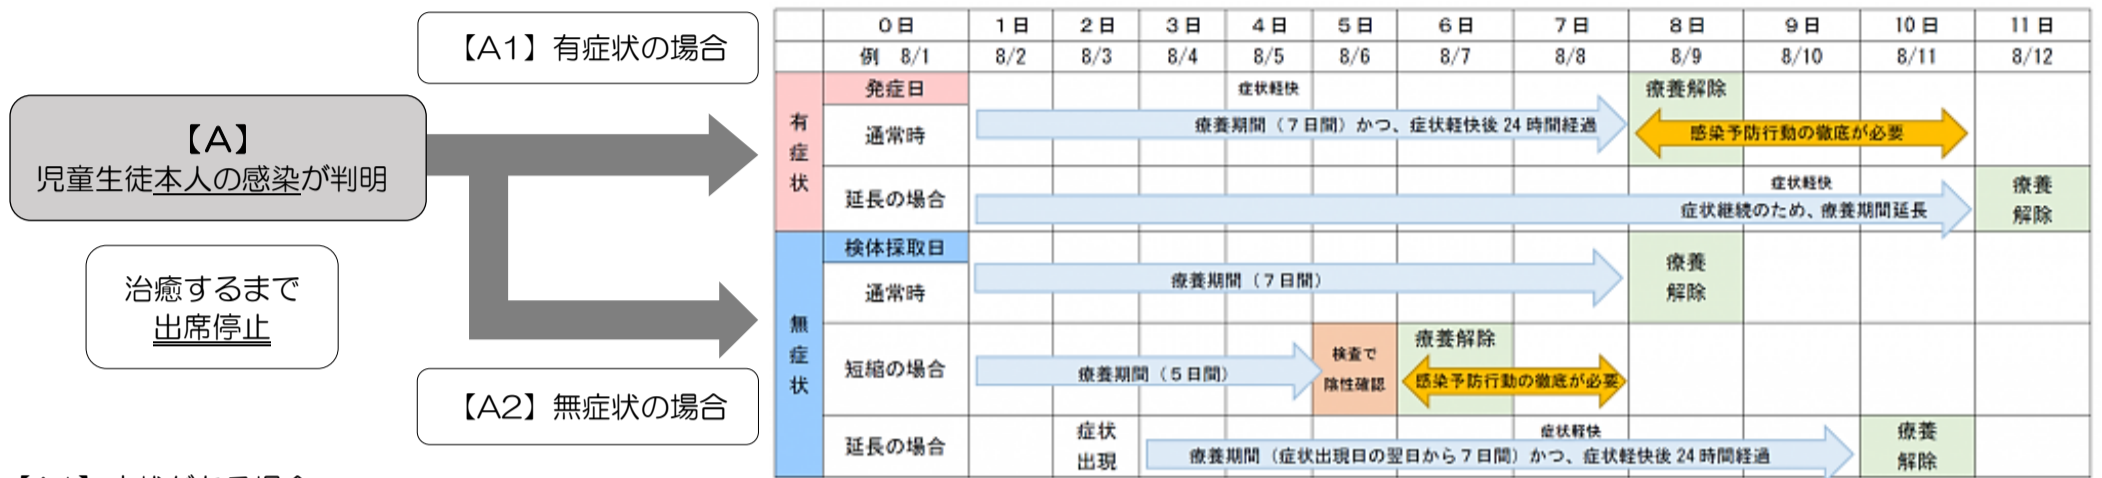 【A】
児童生徒本人の感染が判明
治癒するまで
出席停止
【A1】有症状の場合
【A2】無症状の場合
0日 1日 2日 3日 4日 5日 6日 7日 8日 9日 10日 11日
例 8/1 8/2 8/3 8/4 8/5 8/6 8/7 8/8 8/9 8/10 8/11 8/12
有症状
発症日
通常時
症状軽快
療養期間（7日間）かつ、症状軽快後24時間経過
療養解除
感染予防行動の徹底が必要
延長の場合
症状軽快
症状継続のため、療養期間延長
療養
解除
無症状
検体採取日
通常時
療養期間（7日間）
療養
解除
短縮の場合
療養期間（5日間）
検査で
陰性確認
療養解除
感染予防行動の徹底が必要
延長の場合
症状
出現
症状軽快
療養期間（症状出現日の翌日から7日間）かつ、症状軽快後24時間経過
療養
解除